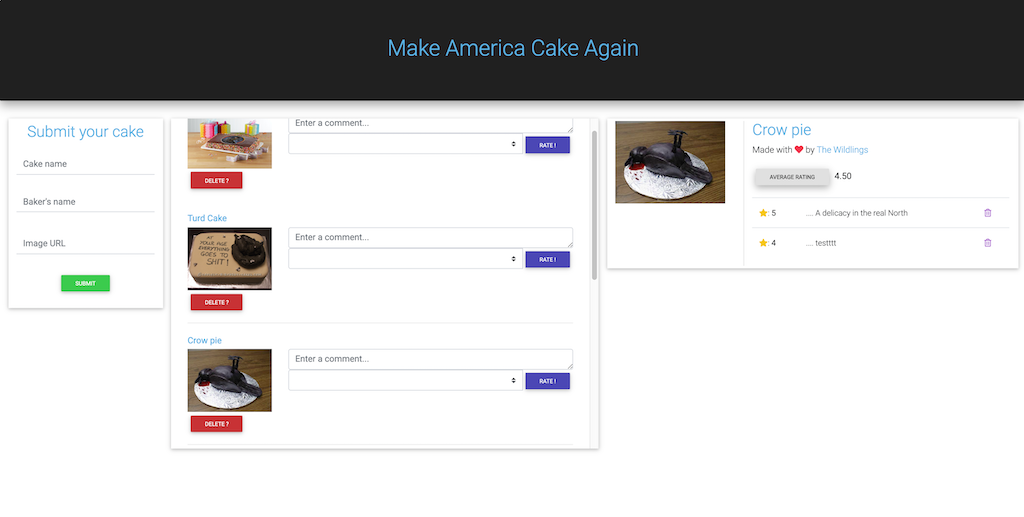 Make America Cake Again
Submit your cake
Cake name
Baker's name
Image URL
SUBMIT
Enter a comment...
RATE !
DELETE ?
Turd Cake
AT
YOUR AGE
EVERYTHING
GOES TO
SHIT!
Enter a comment...
RATE !
DELETE ?
Crow pie
Enter a comment...
RATE !
DELETE ?
Crow pie
Made with ❤ by The Wildlings
AVERAGE RATING 4.50
★: 5 .... A delicacy in the real North
★: 4 .... testttt